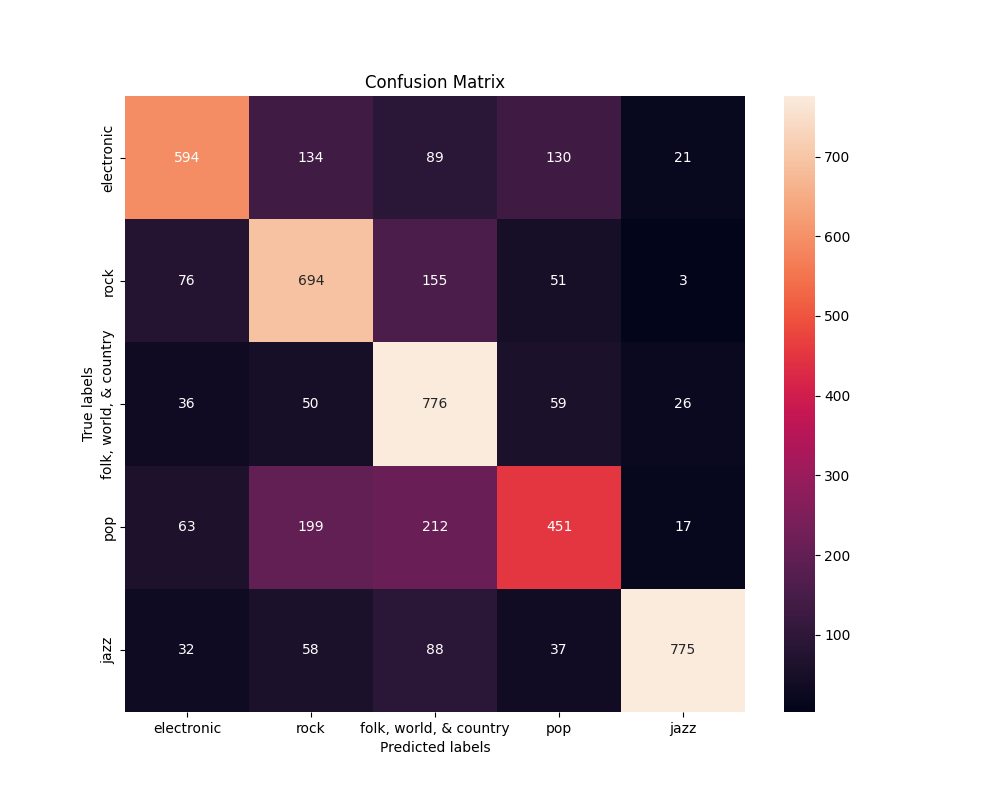 Confusion Matrix
electronic
594 134 89 130 21
rock
76 694 155 51 3
True labels
folk, world, & country
36 50 776 59 26
pop
63 199 212 451 17
jazz
32 58 88 37 775
electronic rock folk, world, & country pop jazz
Predicted labels
700
600
500
400
300
200
100